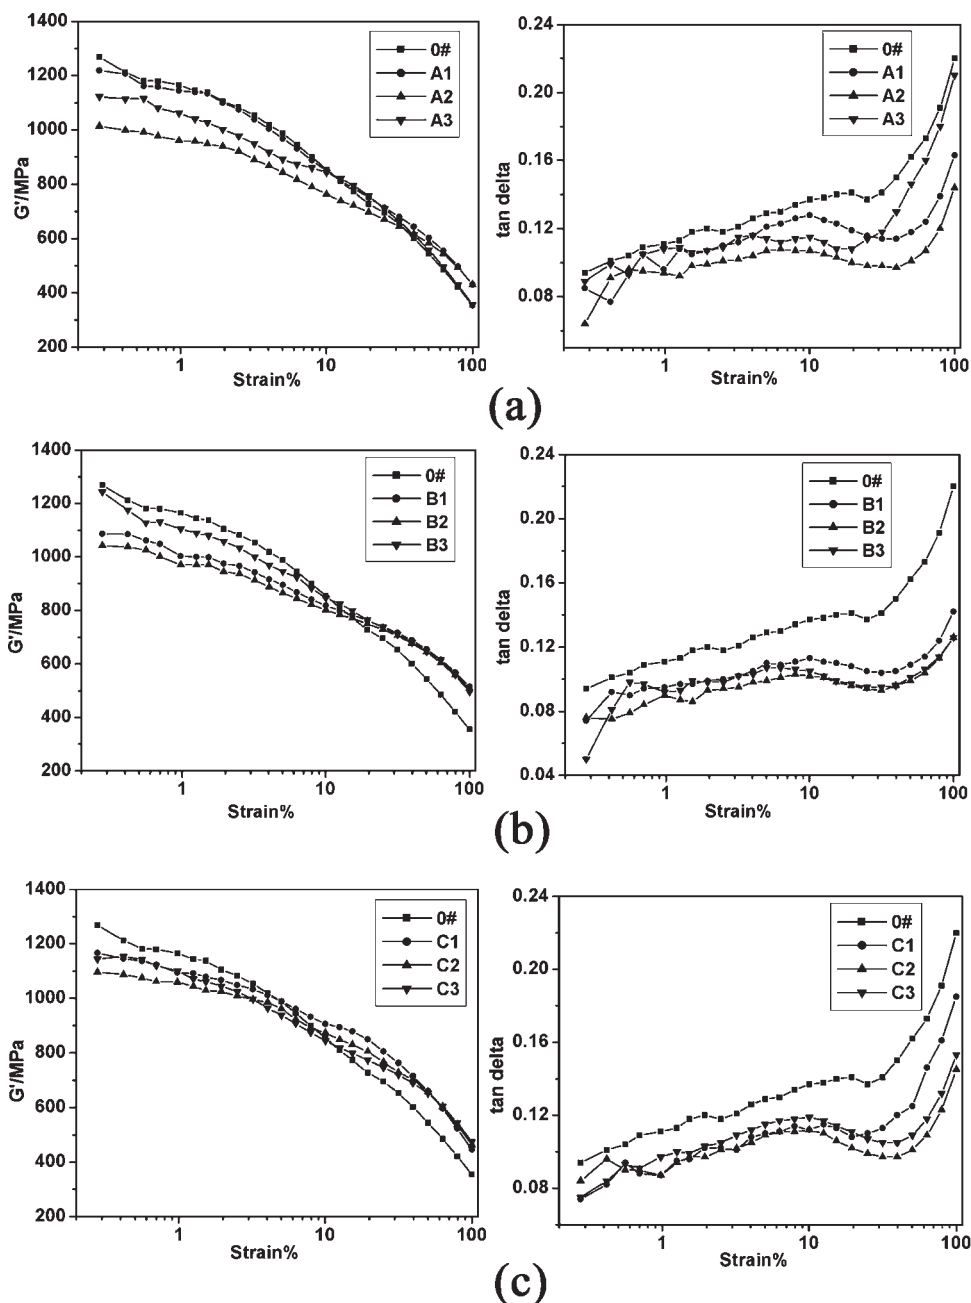 1400
1200
1000
800
600
400
200
G'/MPa
0#
A1
A2
A3
1
10
100
Strain%
0.24
0.20
0.16
0.12
0.08
tan delta
0#
A1
A2
A3
1
10
100
Strain%
(a)
1400
1200
1000
800
600
400
200
G'/MPa
0#
B1
B2
B3
1
10
100
Strain%
0.24
0.20
0.16
0.12
0.08
0.04
tan delta
0#
B1
B2
B3
1
10
100
Strain%
(b)
1400
1200
1000
800
600
400
200
G'/MPa
0#
C1
C2
C3
1
10
100
Strain%
0.24
0.20
0.16
0.12
0.08
tan delta
0#
C1
C2
C3
1
10
100
Strain%
(c)